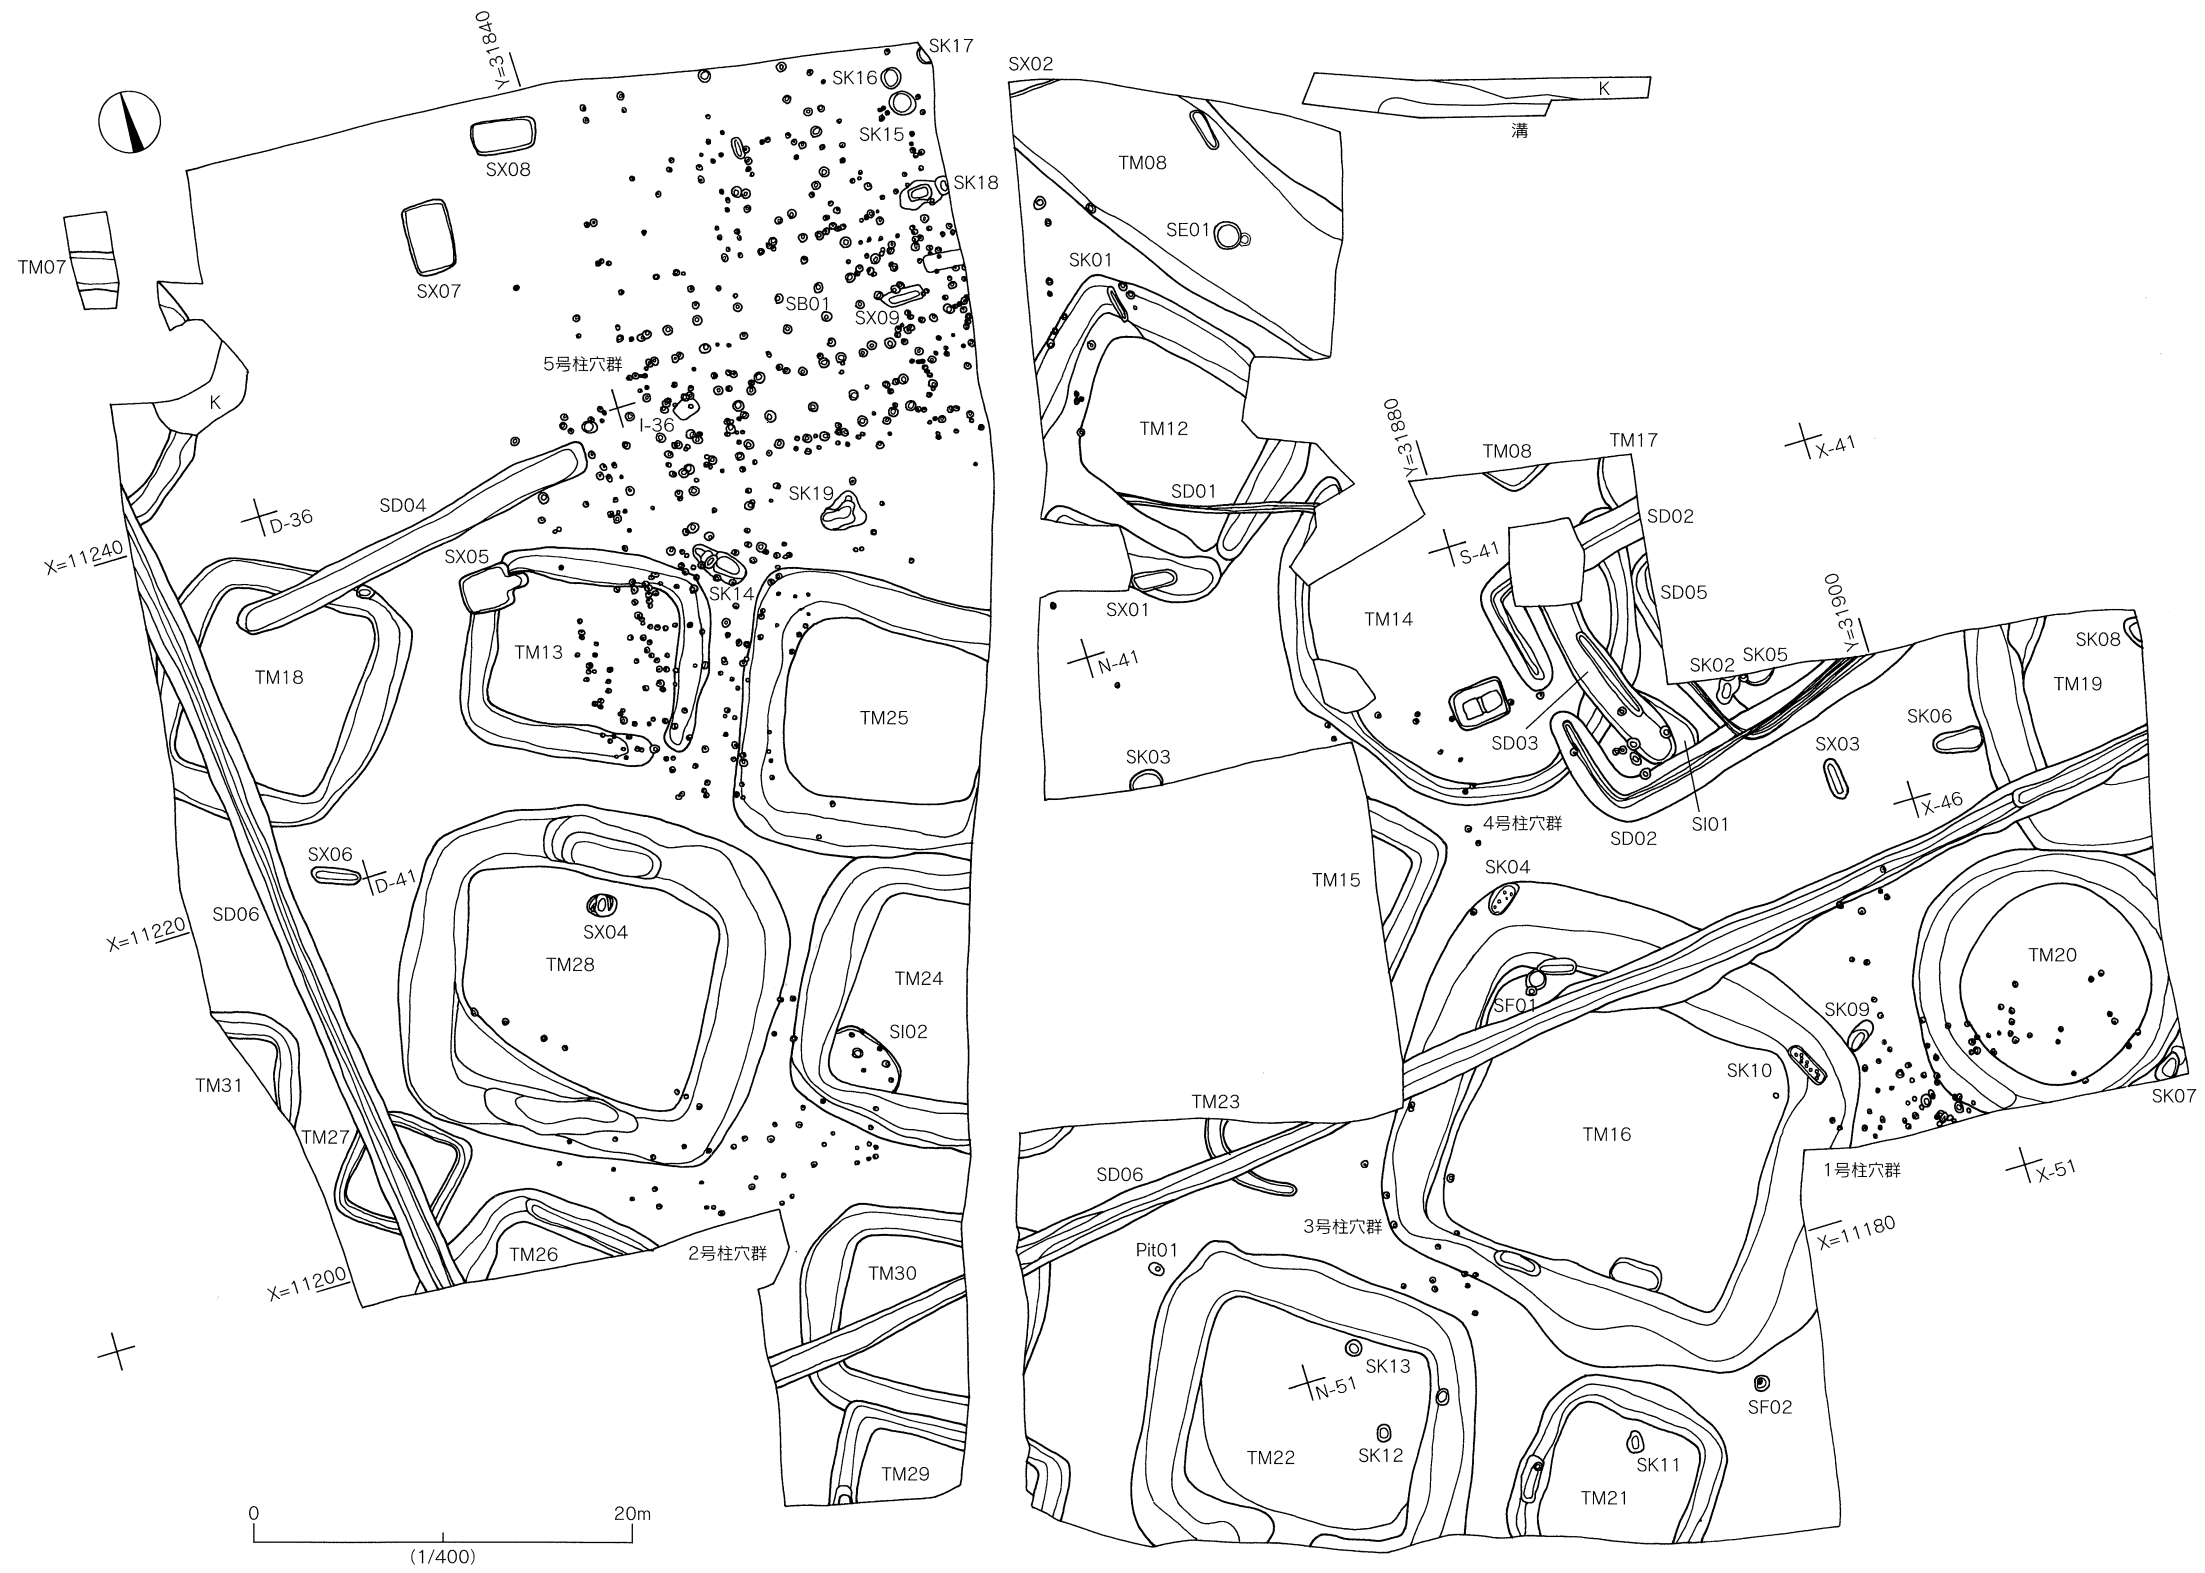 Y=31840
SK17
SK16
SX02
K
溝
SK15
SX08
TM08
SK18
SE01
TM07
SK01
SX07
SB01
SX09
5号柱穴群
K
I-36
TM12
Y=31880
TM08
TM17
X-41
SK19
SD01
SD04
D-36
SD02
S-41
X=11240
SX05
SK14
SD05
Y=31900
SX01
TM14
TM18
TM13
N-41
SK02
SK05
SK08
TM19
TM25
SK06
SD03
SX03
SK03
X-46
4号柱穴群
SD02
SI01
SX06
D-41
TM15
SK04
SD06
SX04
X=11220
TM28
TM24
TM20
SF01
SI02
SK09
SK10
TM31
SK07
TM23
TM27
TM16
SD06
1号柱穴群
X-51
3号柱穴群
X=11180
TM26
2号柱穴群
Pit01
TM30
X=11200
SK13
N-51
SF02
SK12
TM22
SK11
TM29
TM21
0
20m
(1/400)